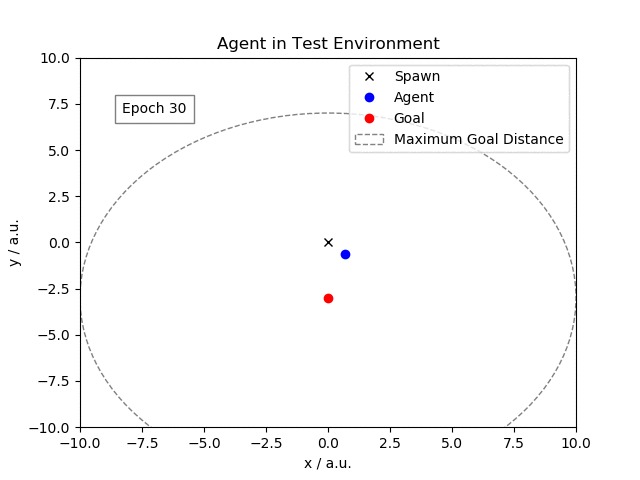 Agent in Test Environment
10.0
7.5
5.0
2.5
0.0
−2.5
−5.0
−7.5
−10.0
y / a.u.
Epoch 30
Spawn
Agent
Goal
Maximum Goal Distance
−10.0 −7.5 −5.0 −2.5 0.0 2.5 5.0 7.5 10.0
x / a.u.